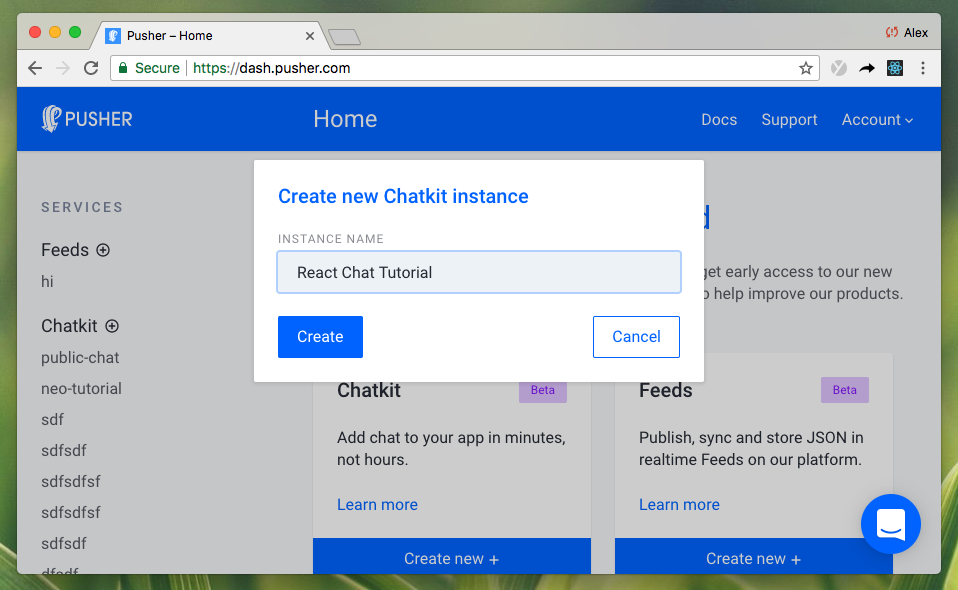 Pusher – Home
Alex
Secure
https://dash.pusher.com
PUSHER
Home
Docs
Support
Account
SERVICES
Feeds
hi
Chatkit
public-chat
neo-tutorial
sdf
sdfsdf
sdfsdfsf
sdfsdfsf
sdfsdf
dfsdf
Create new Chatkit instance
INSTANCE NAME
React Chat Tutorial
Create
Cancel
get early access to our new
help improve our products.
Chatkit
Beta
Add chat to your app in minutes,
not hours.
Learn more
Create new +
Feeds
Beta
Publish, sync and store JSON in
realtime Feeds on our platform.
Learn more
Create new +